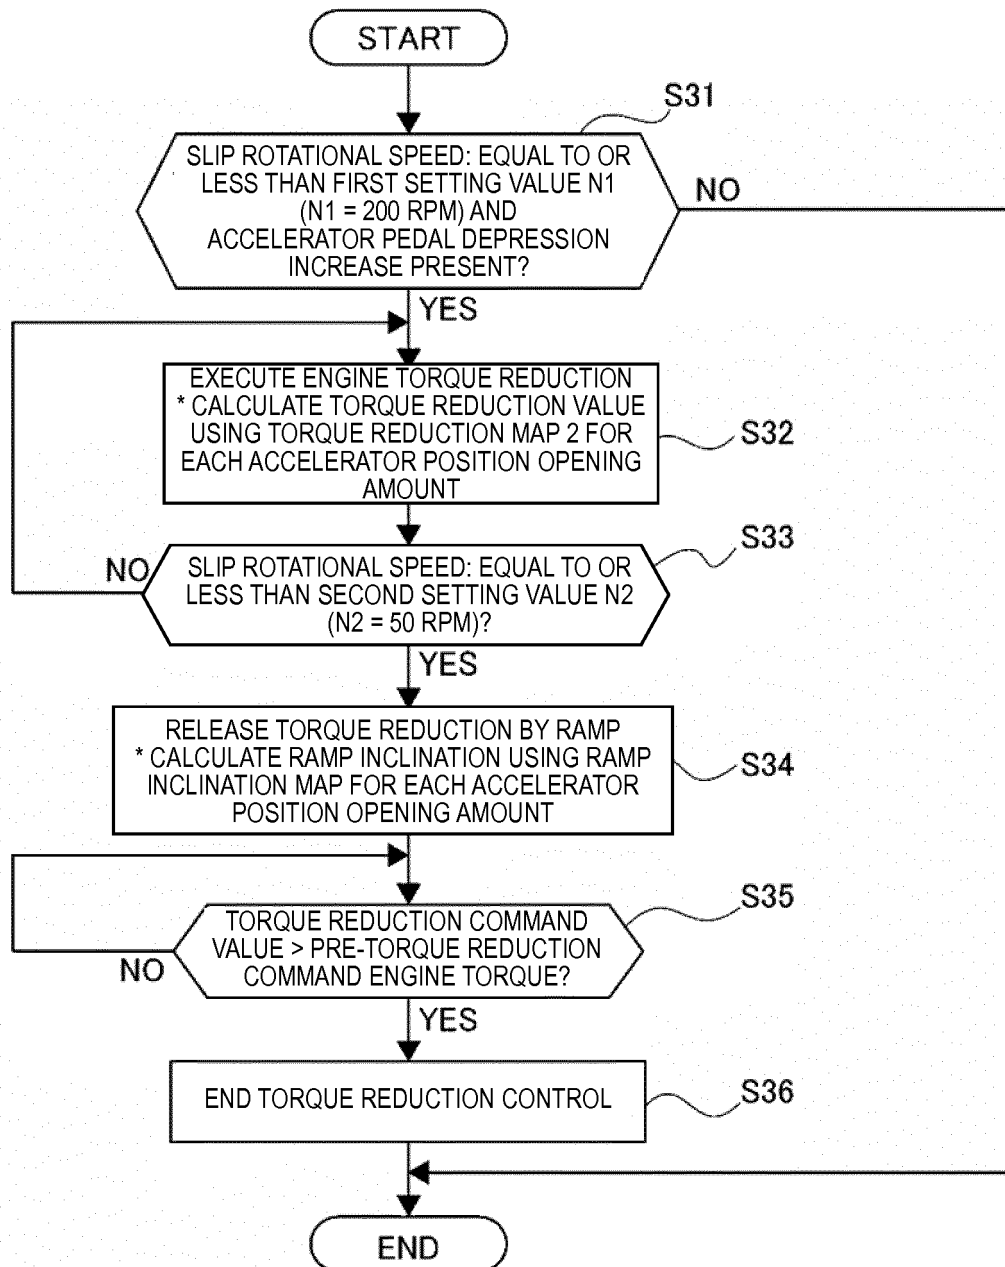 START
S31
SLIP ROTATIONAL SPEED: EQUAL TO OR
LESS THAN FIRST SETTING VALUE N1
(N1 = 200 RPM) AND
ACCELERATOR PEDAL DEPRESSION
INCREASE PRESENT?
NO
YES
EXECUTE ENGINE TORQUE REDUCTION
* CALCULATE TORQUE REDUCTION VALUE
USING TORQUE REDUCTION MAP 2 FOR
EACH ACCELERATOR POSITION OPENING
AMOUNT
S32
S33
NO
SLIP ROTATIONAL SPEED: EQUAL TO OR
LESS THAN SECOND SETTING VALUE N2
(N2 = 50 RPM)?
YES
RELEASE TORQUE REDUCTION BY RAMP
* CALCULATE RAMP INCLINATION USING RAMP
INCLINATION MAP FOR EACH ACCELERATOR
POSITION OPENING AMOUNT
S34
S35
TORQUE REDUCTION COMMAND
VALUE > PRE-TORQUE REDUCTION
COMMAND ENGINE TORQUE?
NO
YES
END TORQUE REDUCTION CONTROL
S36
END